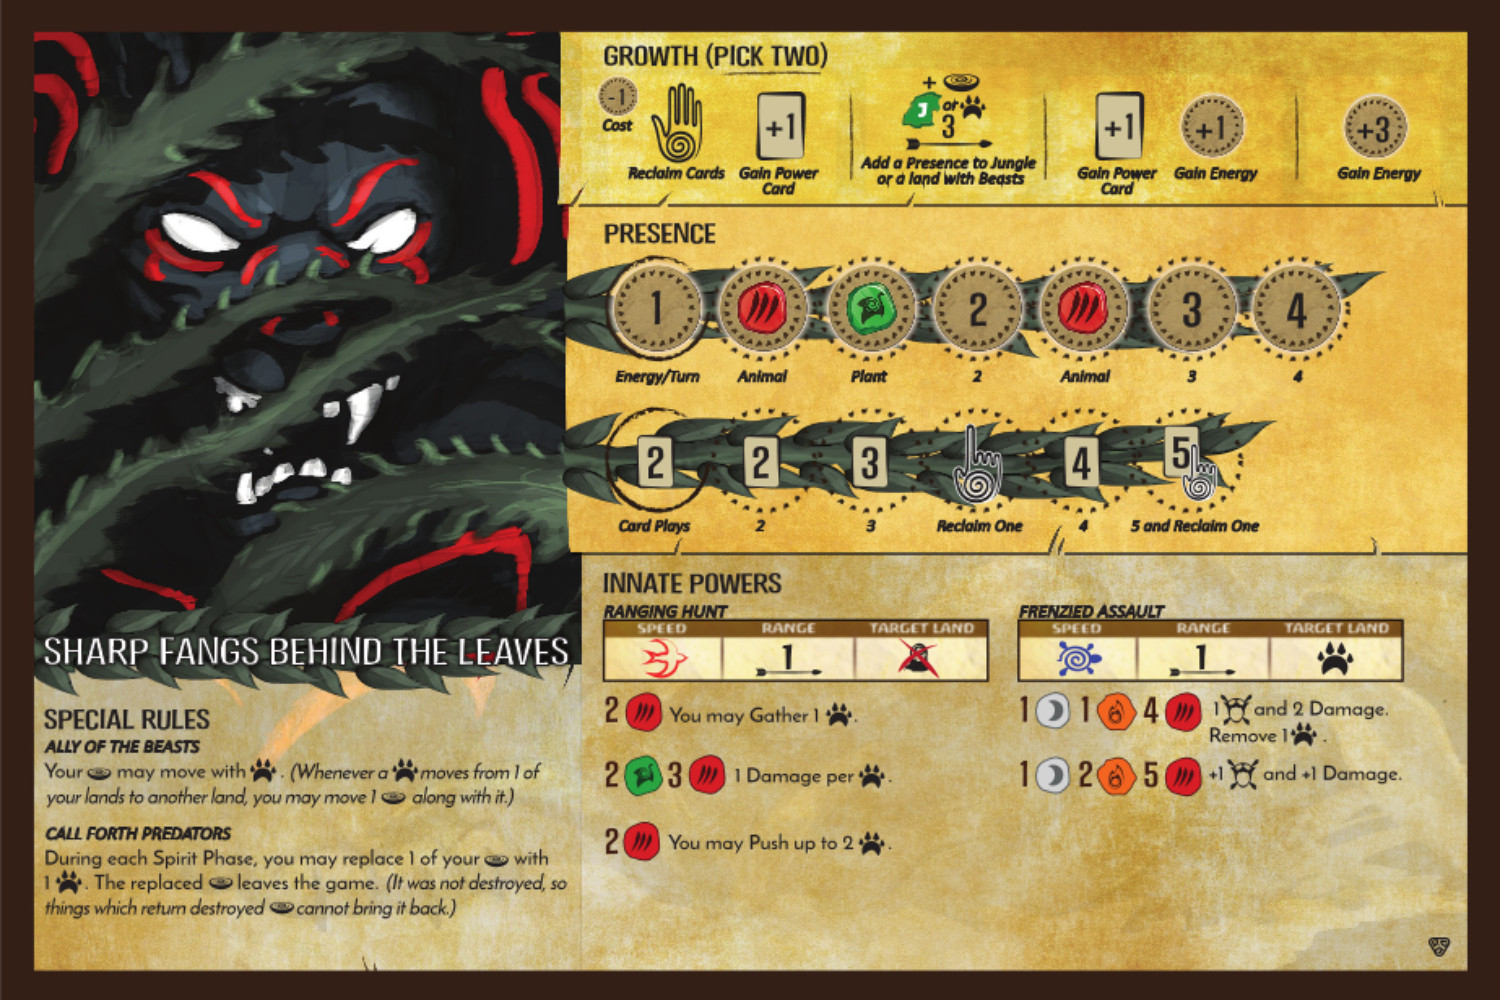 GROWTH (PICK TWO)
-1
Cost
Reclaim Cards
+1
Gain Power
Card
+
J or
3
Add a Presence to Jungle
or a land with Beasts
+1
Gain Power
Card
+1
Gain Energy
+3
Gain Energy
PRESENCE
1 2 3 4
Energy/Turn Animal Plant 2 Animal 3 4
2 2 3 4 5
Card Plays 2 3 Reclaim One 4 5 and Reclaim One
SHARP FANGS BEHIND THE LEAVES
SPECIAL RULES
ALLY OF THE BEASTS
Your may move with . (Whenever a moves from 1 of
your lands to another land, you may move 1 along with it.)
CALL FORTH PREDATORS
During each Spirit Phase, you may replace 1 of your with
1 . The replaced leaves the game. (It was not destroyed, so
things which return destroyed cannot bring it back.)
INNATE POWERS
RANGING HUNT
SPEED RANGE TARGET LAND
1
2 You may Gather 1 .
2 3 1 Damage per .
2 You may Push up to 2 .
FRENZIED ASSAULT
SPEED RANGE TARGET LAND
1
1 1 4 1 and 2 Damage.
Remove 1 .
1 2 5 +1 and +1 Damage.